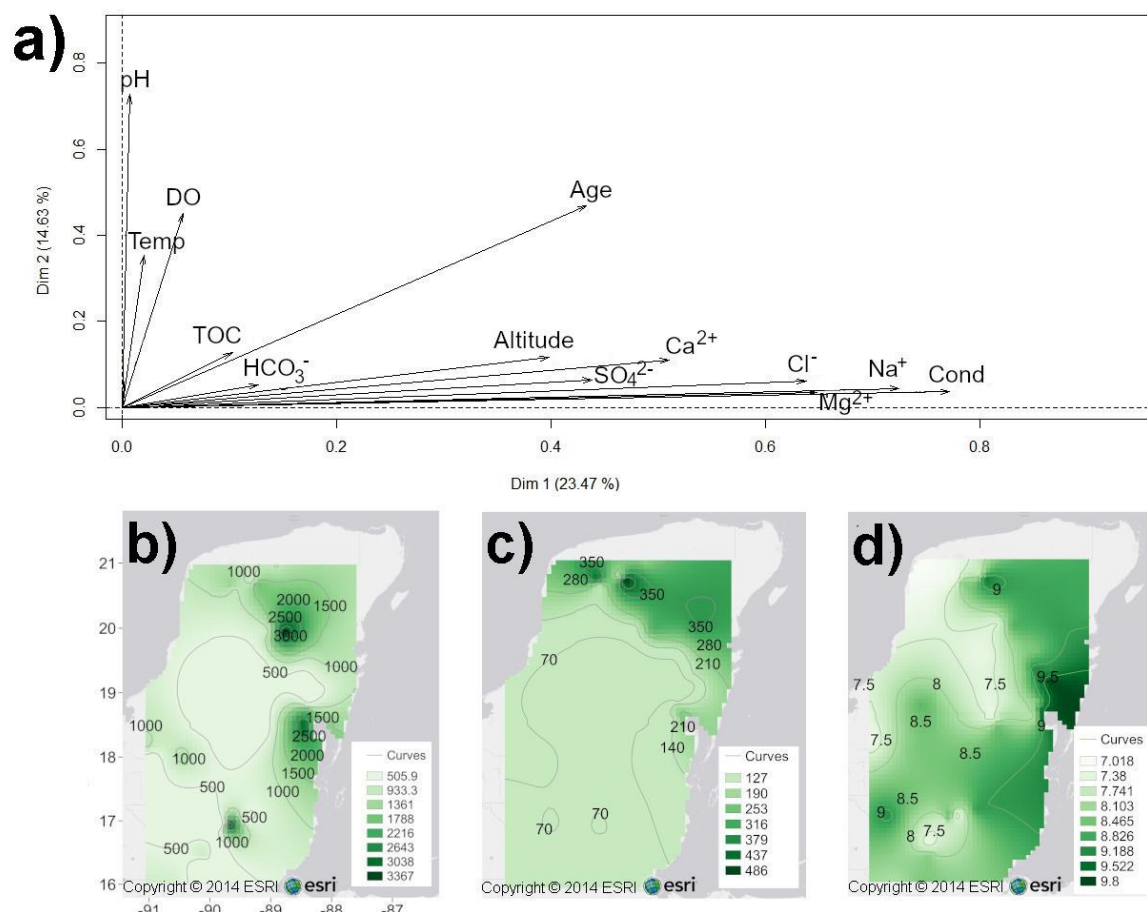 a)
0.8
0.6
0.4
0.2
0.0
Dim 2 (14.63 %)
pH
DO
Temp
Age
TOC
HCO₃⁻
Altitude
SO₄²⁻
Ca²⁺
Cl⁻
Mg²⁺
Na⁺
Cond
0.0 0.2 0.4 0.6 0.8
Dim 1 (23.47 %)
b)
21
20
19
18
17
16
1000
2000
1500
2500
3000
500
1000
1500
1000
2500
2000
1000
1500
500
1000
500
1000
500
Curves
505.9
933.3
1361
1788
2216
2643
3038
3367
Copyright © 2014 ESRI esri
-91 -90 -89 -88 -87
c)
350
280
350
350
280
70
210
70
210
140
70
70
Curves
127
190
253
316
379
437
486
Copyright © 2014 ESRI esri
d)
9
9.5
7.5
8
7.5
8.5
9
7.5
8.5
8.5
9
8
7.5
Curves
7.018
7.38
7.741
8.103
8.465
8.826
9.188
9.522
9.8
Copyright © 2014 ESRI esri